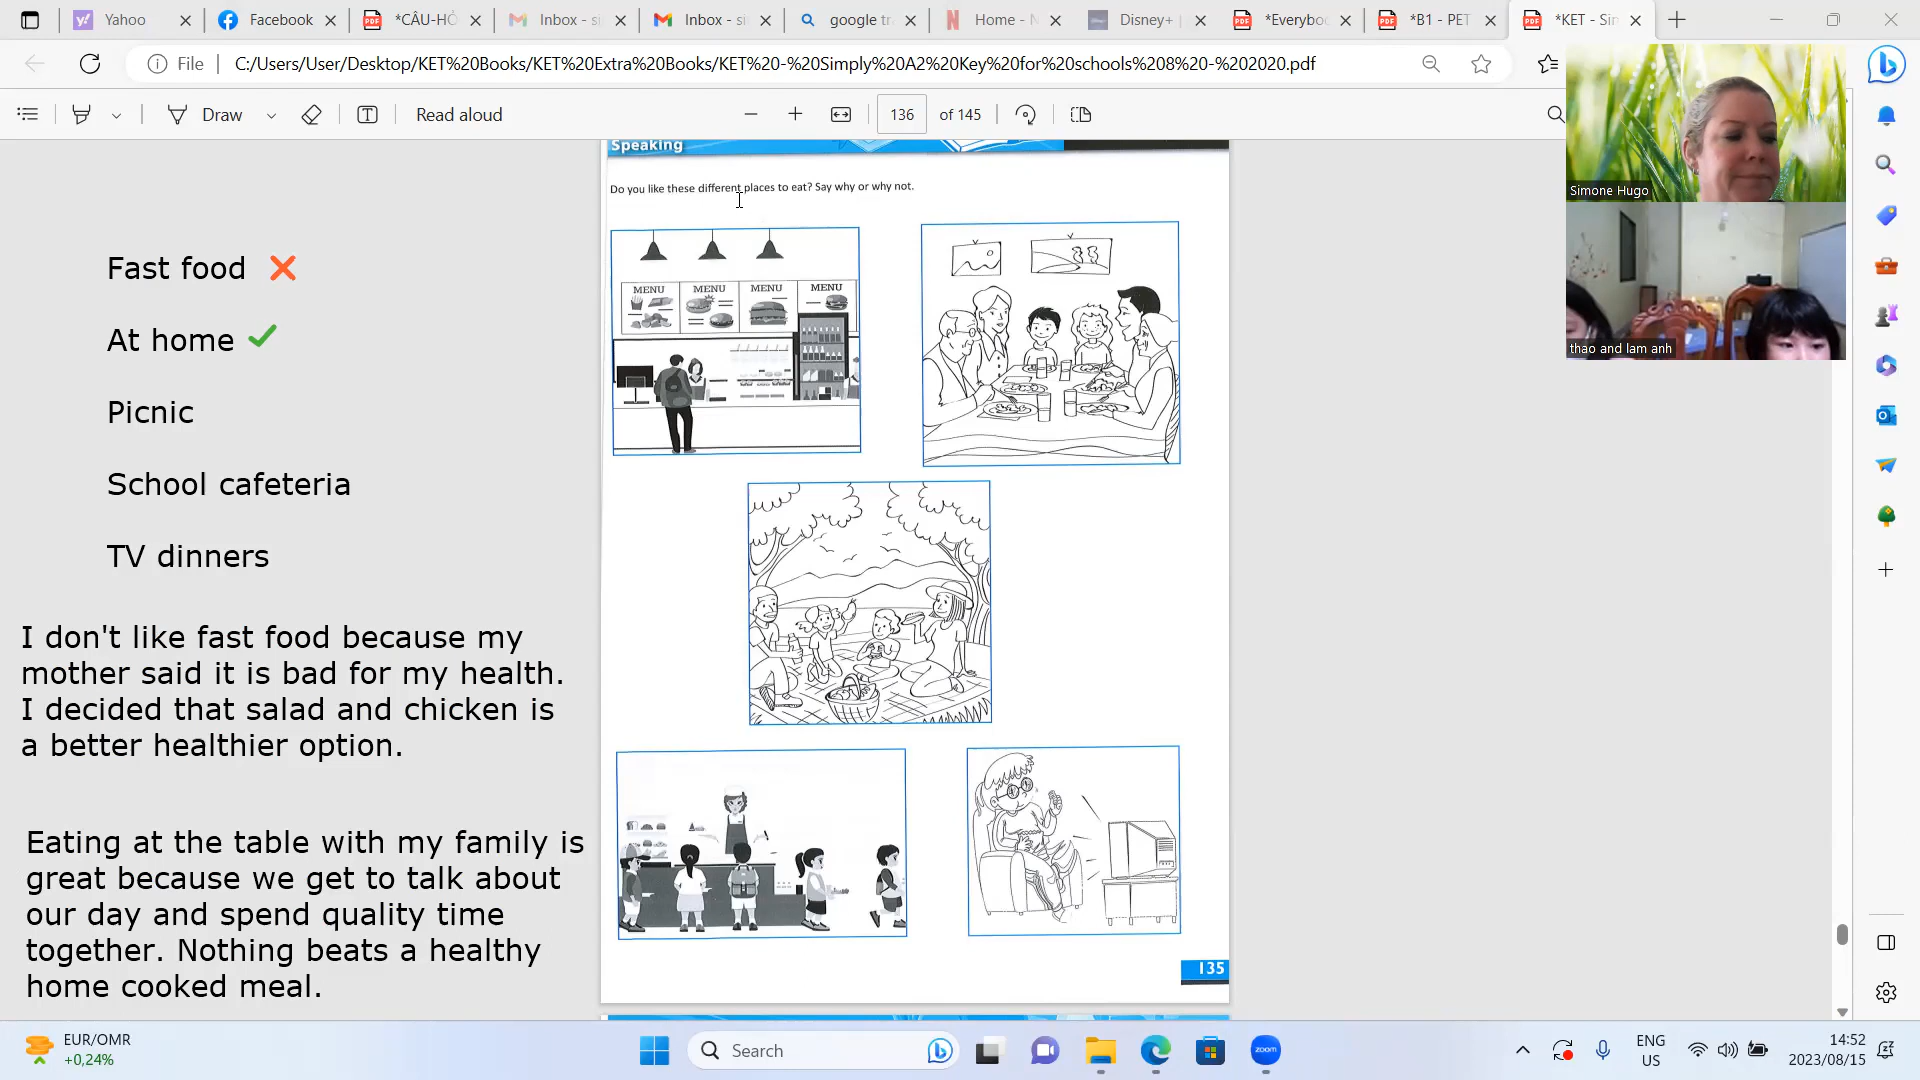 Yahoo
Facebook
*CÂU-HỎ
Inbox - si
Inbox - si
google tr
Home - N
Disney+ |
*Everybo
*B1 - PET
*KET - Sim
File
C:/Users/User/Desktop/KET%20Books/KET%20Extra%20Books/KET%20-%20Simply%20A2%20Key%20for%20schools%208%20-%202020.pdf
Draw
Read aloud
136 of 145
Speaking
Do you like these different places to eat? Say why or why not.
MENU MENU MENU MENU
Simone Hugo
thao and lam anh
Fast food
At home
Picnic
School cafeteria
TV dinners
I don't like fast food because my
mother said it is bad for my health.
I decided that salad and chicken is
a better healthier option.
Eating at the table with my family is
great because we get to talk about
our day and spend quality time
together. Nothing beats a healthy
home cooked meal.
135
EUR/OMR
+0,24%
Search
zoom
ENG
US
14:52
2023/08/15